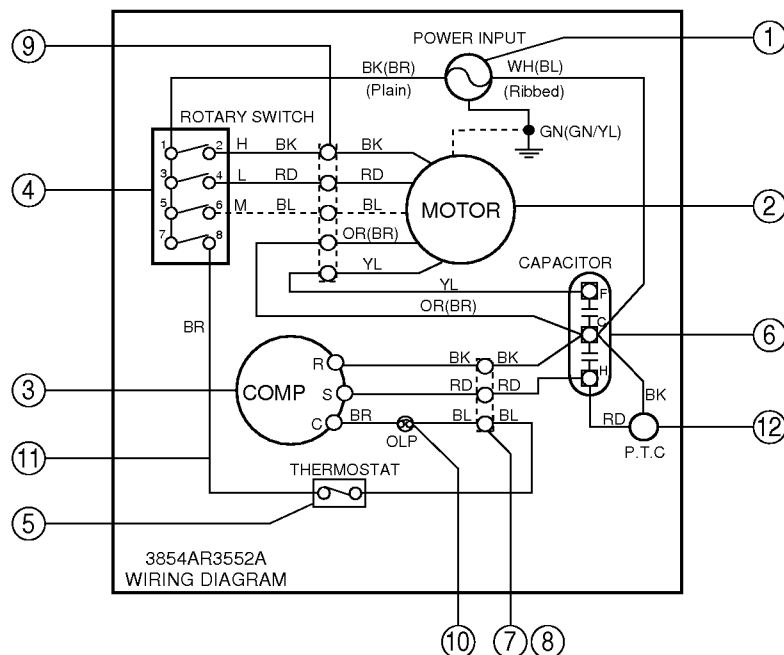 POWER INPUT
1
9
BK(BR) WH(BL)
(Plain) (Ribbed)
ROTARY SWITCH
GN(GN/YL)
1 2 H BK BK
3 4 L RD RD
4
5 6 M BL BL
MOTOR
2
7 8 OR(BR)
YL
CAPACITOR
YL F
OR(BR)
C
BR
6
R BK BK
H
3
COMP
S RD RD
BK
C BR BL BL
RD
12
OLP
P.T.C
11
THERMOSTAT
5
3854AR3552A
WIRING DIAGRAM
10 7 8